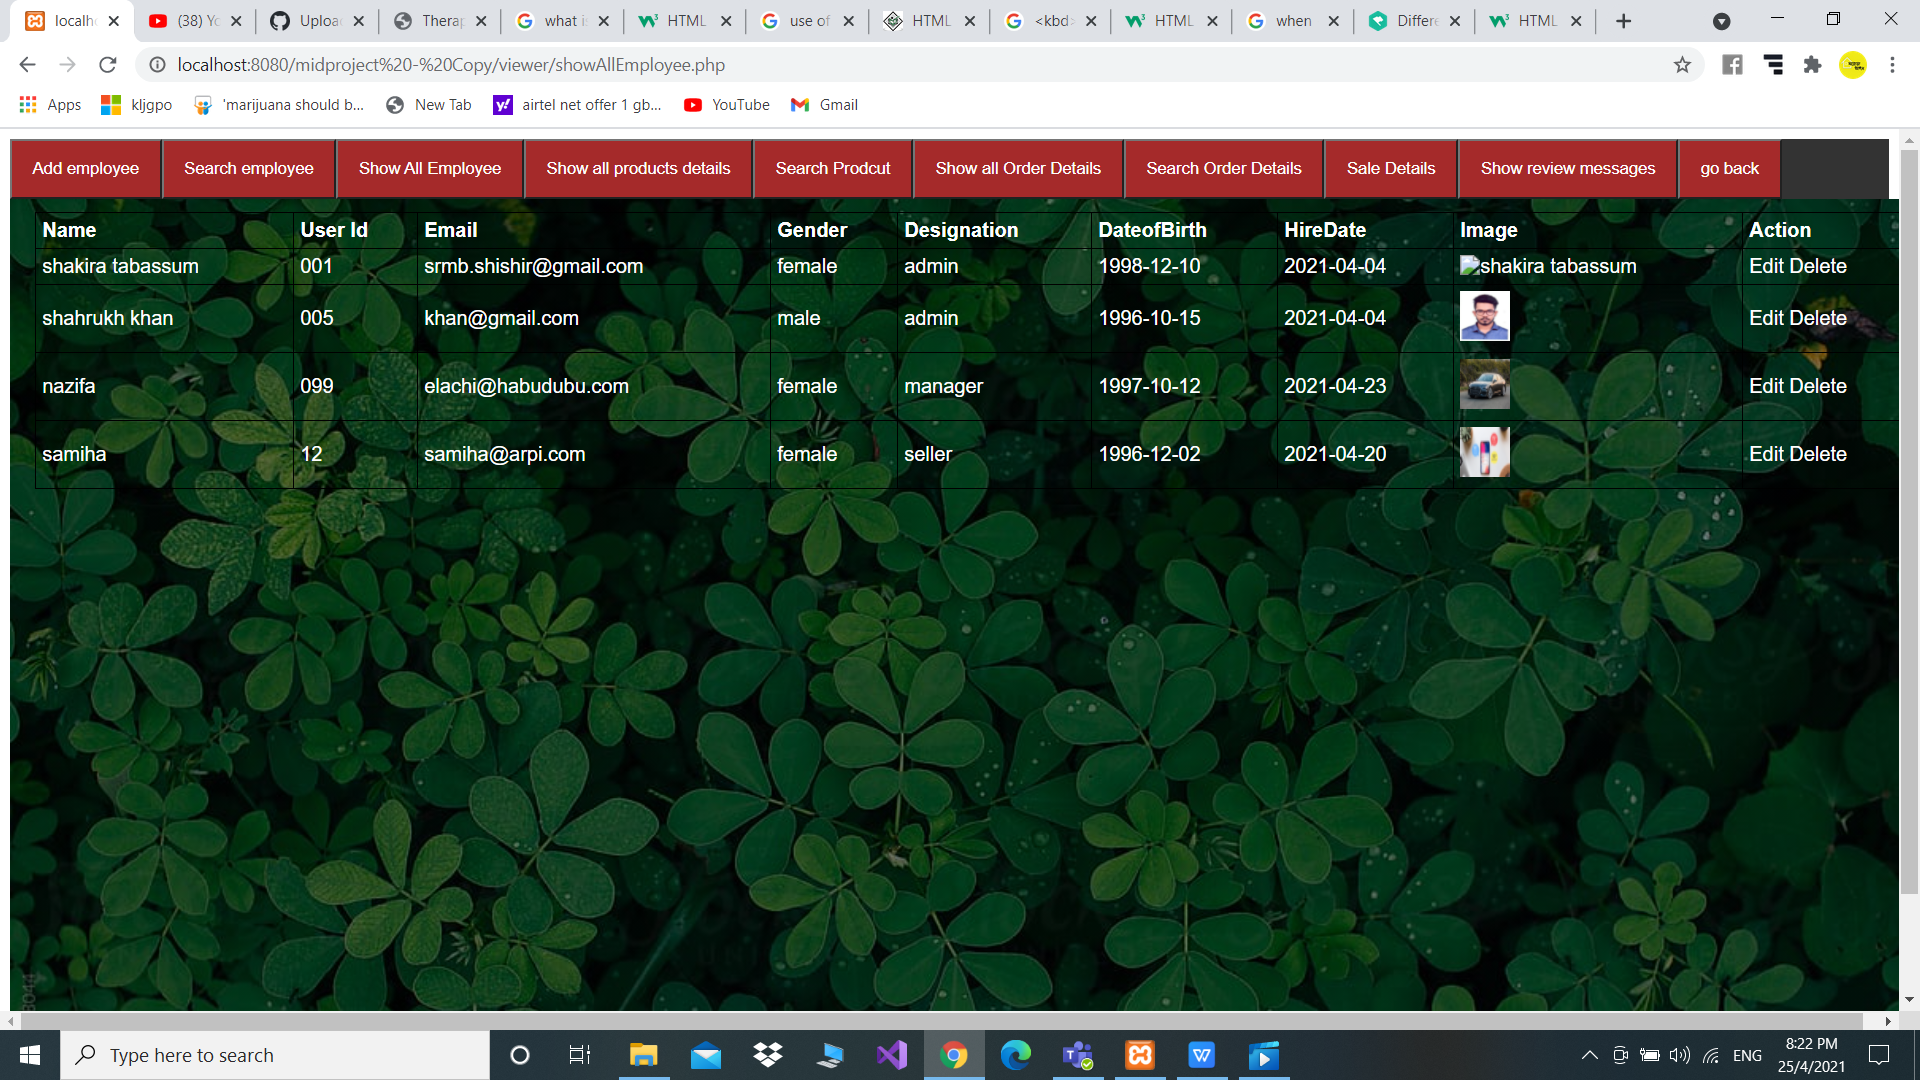 localho
(38) Yo
Upload
Therap
what is
HTML
use of
HTML
<kbd>
HTML
when
Differe
HTML
localhost:8080/midproject%20-%20Copy/viewer/showAllEmployee.php
Apps
kljgpo
'marijuana should b...
New Tab
airtel net offer 1 gb...
YouTube
Gmail
Add employee
Search employee
Show All Employee
Show all products details
Search Prodcut
Show all Order Details
Search Order Details
Sale Details
Show review messages
go back
Name User Id Email Gender Designation DateofBirth HireDate Image Action
shakira tabassum 001 srmb.shishir@gmail.com female admin 1998-12-10 2021-04-04 shakira tabassum Edit Delete
shahrukh khan 005 khan@gmail.com male admin 1996-10-15 2021-04-04 Edit Delete
nazifa 099 elachi@habudubu.com female manager 1997-10-12 2021-04-23 Edit Delete
samiha 12 samiha@arpi.com female seller 1996-12-02 2021-04-20 Edit Delete
Type here to search
ENG
8:22 PM
25/4/2021